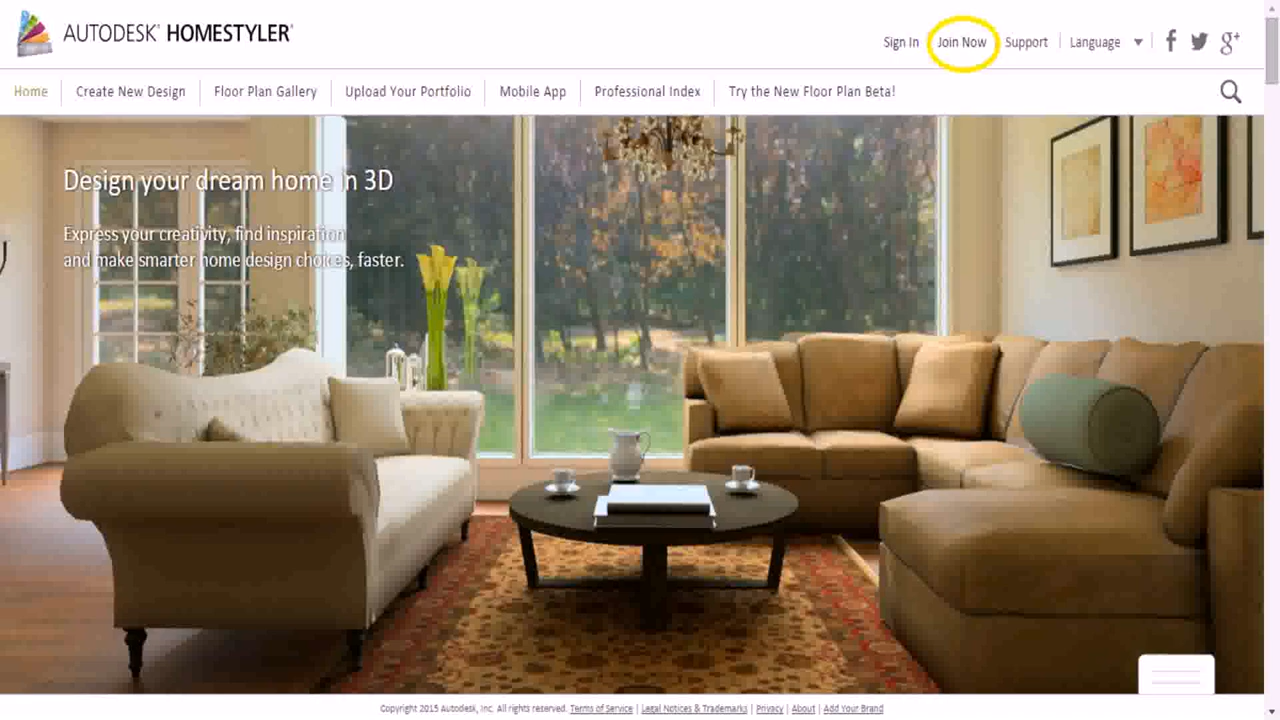 AUTODESK® HOMESTYLER®
Sign In Join Now Support Language
Home Create New Design Floor Plan Gallery Upload Your Portfolio Mobile App Professional Index Try the New Floor Plan Beta!
Design your dream home in 3D
Express your creativity, find inspiration
and make smarter home design choices, faster.
Copyright 2015 Autodesk, Inc. All rights reserved. Terms of Service | Legal Notices & Trademarks | Privacy | About | Add Your Brand